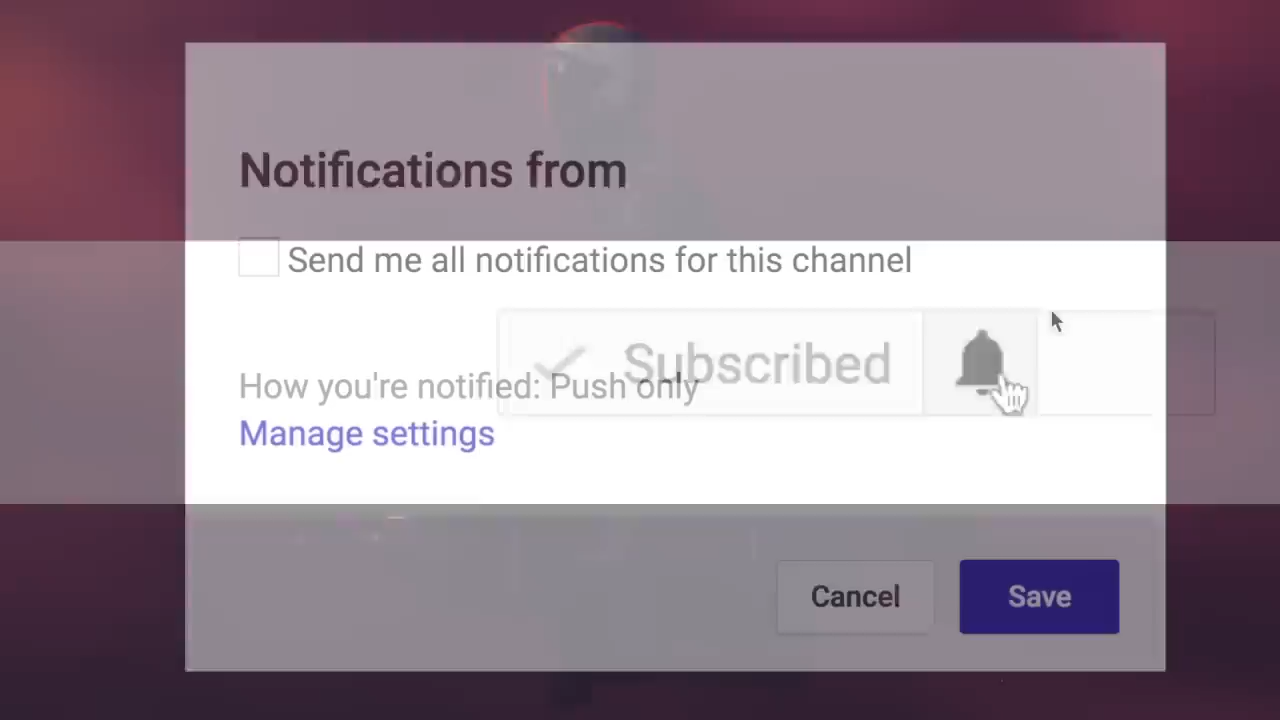 Notifications from
Send me all notifications for this channel
Subscribed
How you're notified: Push only
Manage settings
Cancel
Save